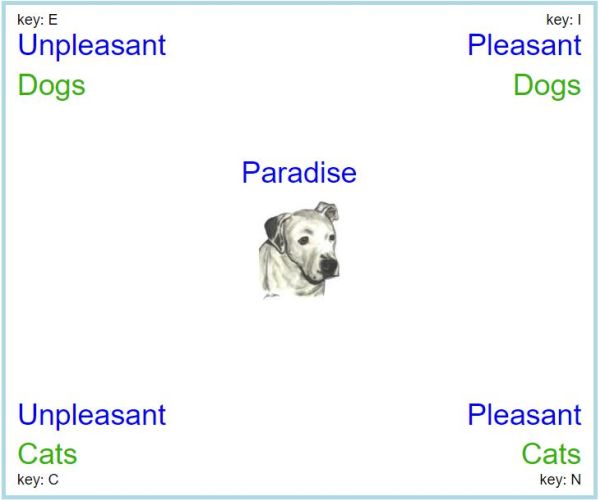 key: E
key: I
Unpleasant
Pleasant
Dogs
Dogs
Paradise
Unpleasant
Pleasant
Cats
Cats
key: C
key: N